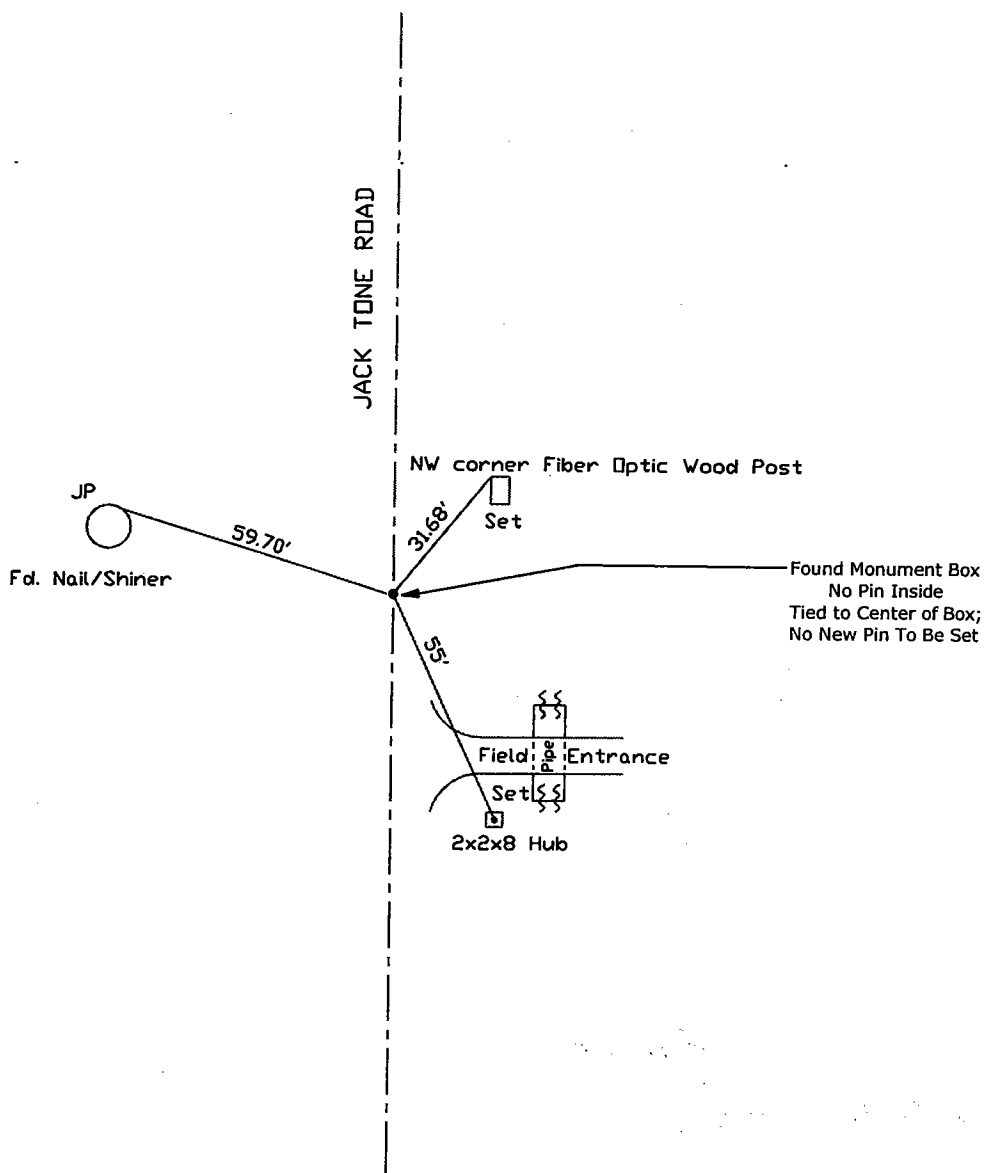 JACK TONE ROAD
NW corner Fiber Optic Wood Post
Set
31.68'
JP
59.70'
Fd. Nail/Shiner
Found Monument Box
No Pin Inside
Tied to Center of Box;
No New Pin To Be Set
55'
Field Pipe Entrance
Set
2x2x8 Hub